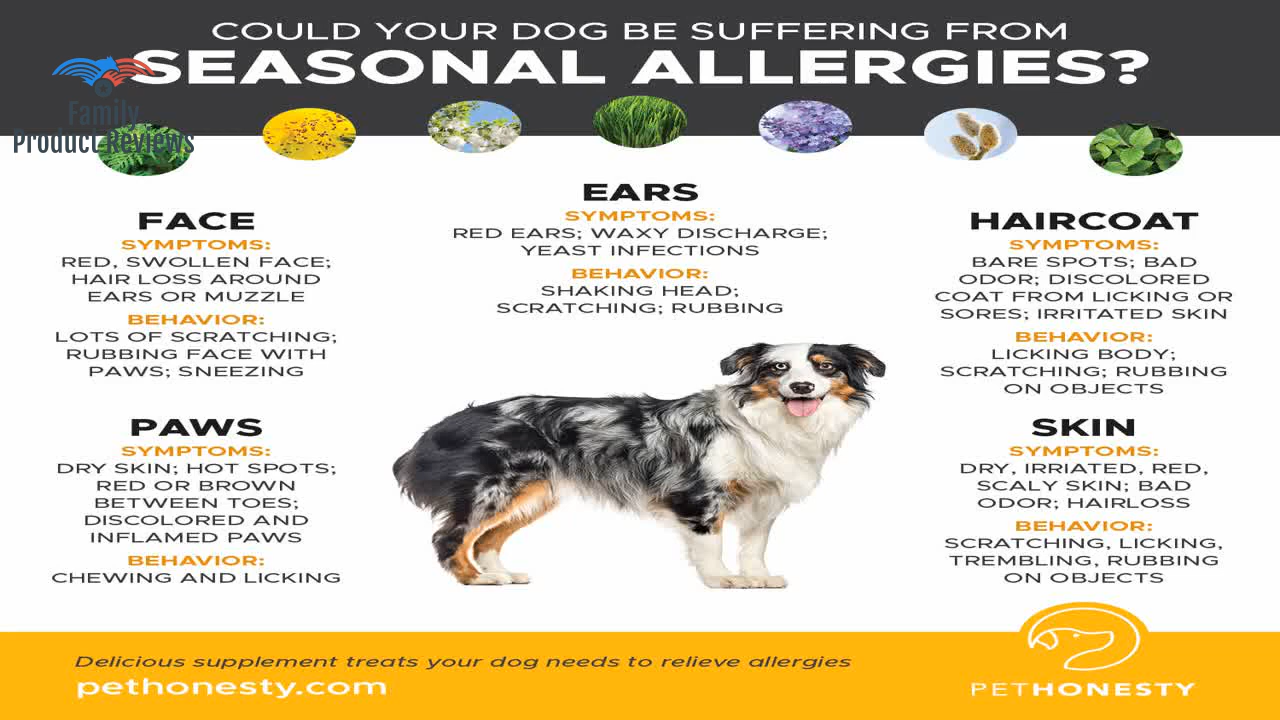 COULD YOUR DOG BE SUFFERING FROM
SEASONAL ALLERGIES?
Family
Product Reviews
FACE
SYMPTOMS:
RED, SWOLLEN FACE;
HAIR LOSS AROUND
EARS OR MUZZLE
BEHAVIOR:
LOTS OF SCRATCHING;
RUBBING FACE WITH
PAWS; SNEEZING
EARS
SYMPTOMS:
RED EARS; WAXY DISCHARGE;
YEAST INFECTIONS
BEHAVIOR:
SHAKING HEAD;
SCRATCHING; RUBBING
HAIRCOAT
SYMPTOMS:
BARE SPOTS; BAD
ODOR; DISCOLORED
COAT FROM LICKING OR
SORES; IRRITATED SKIN
BEHAVIOR:
LICKING BODY;
SCRATCHING; RUBBING
ON OBJECTS
PAWS
SYMPTOMS:
DRY SKIN; HOT SPOTS;
RED OR BROWN
BETWEEN TOES;
DISCOLORED AND
INFLAMED PAWS
BEHAVIOR:
CHEWING AND LICKING
SKIN
SYMPTOMS:
DRY, IRRIATED, RED,
SCALY SKIN; BAD
ODOR; HAIRLOSS
BEHAVIOR:
SCRATCHING, LICKING,
TREMBLING, RUBBING
ON OBJECTS
Delicious supplement treats your dog needs to relieve allergies
pethonesty.com
PETHONESTY